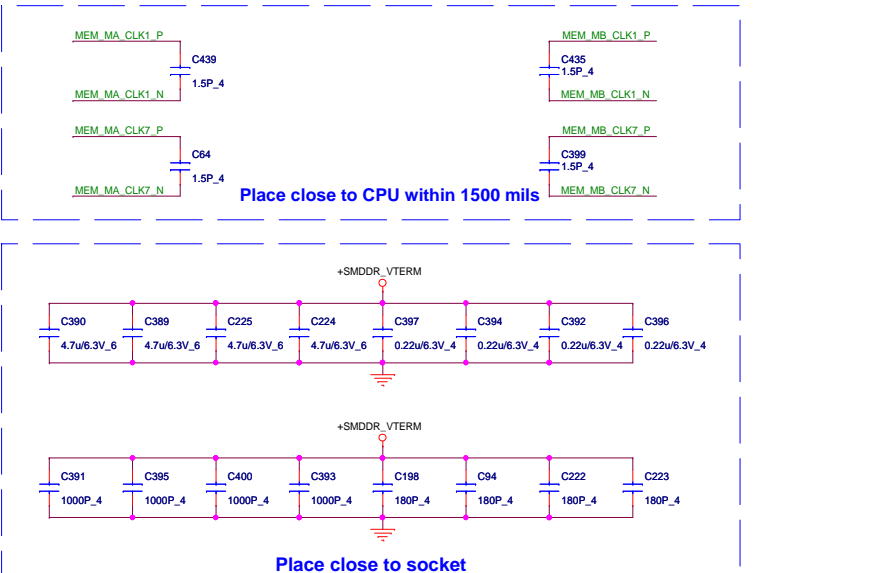 MEM_MA_CLK1_P
MEM_MB_CLK1_P
C439
C435
1.5P_4
1.5P_4
MEM_MA_CLK1_N
MEM_MB_CLK1_N
MEM_MA_CLK7_P
MEM_MB_CLK7_P
C64
C399
1.5P_4
1.5P_4
MEM_MA_CLK7_N
Place close to CPU within 1500 mils
MEM_MB_CLK7_N
+SMDDR_VTERM
C390
C389
C225
C224
C397
C394
C392
C396
4.7u/6.3V_6
4.7u/6.3V_6
4.7u/6.3V_6
4.7u/6.3V_6
0.22u/6.3V_4
0.22u/6.3V_4
0.22u/6.3V_4
0.22u/6.3V_4
+SMDDR_VTERM
C391
C395
C400
C393
C198
C94
C222
C223
1000P_4
1000P_4
1000P_4
1000P_4
180P_4
180P_4
180P_4
180P_4
Place close to socket